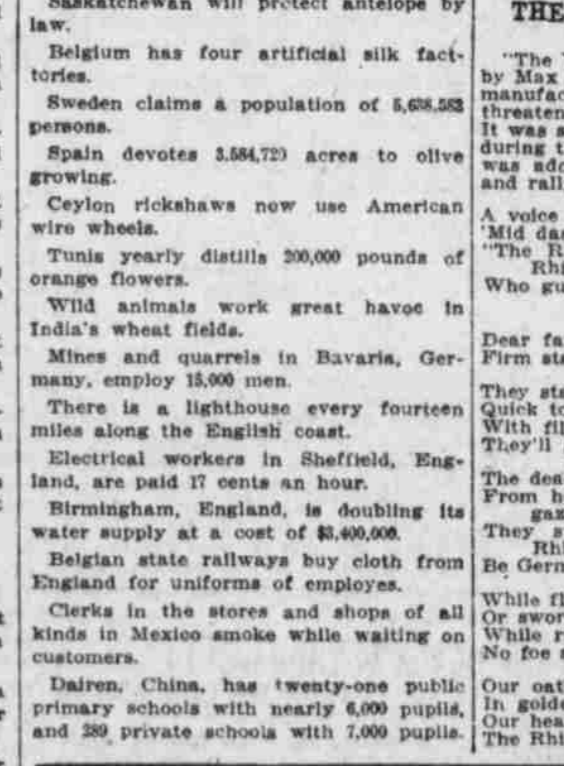 Saskatchewan will protect antelope by
law.
Belgium has four artificial silk fact-
tories.
Sweden claims a population of 5,638,583
persons.
Spain devotes 3,584,720 acres to olive
growing.
Ceylon rickshaws now use American
wire wheels.
Tunis yearly distills 200,000 pounds of
orange flowers.
Wild animals work great havoc in
India's wheat fields.
Mines and quarrels in Bavaria, Ger-
many, employ 15,000 men.
There is a lighthouse every fourteen
miles along the English coast.
Electrical workers in Sheffield, Eng-
land, are paid 17 cents an hour.
Birmingham, England, is doubling its
water supply at a cost of $3,400,000.
Belgian state railways buy cloth from
England for uniforms of employes.
Clerks in the stores and shops of all
kinds in Mexico smoke while waiting on
customers.
Dairen, China, has twenty-one public
primary schools with nearly 6,000 pupils,
and 289 private schools with 7,000 pupils.
THE
"The
by Max
manufac
threaten
It was
during t
was
and rall
A voice
'Mid
"The R
Rhi
Who gu
Dear fa
Firm sta
They sta
Quick to
With fil
They'll
The dea
From h
gaz
They s
Rhi
Be Germ
While fl
Or swor
While r
No foe
Our oat
In golde
Our hea
The Rhi